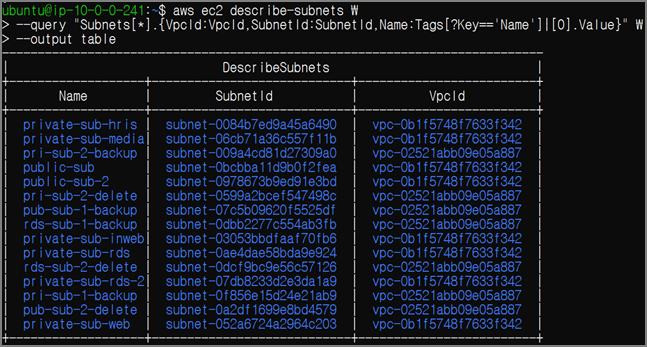 ubuntu@ip-10-0-0-241:~$ aws ec2 describe-subnets ₩
> --query "Subnets[*].{VpcId:VpcId,SubnetId:SubnetId,Name:Tags[?Key=='Name']|[0].Value}" ₩
> --output table
DescribeSubnets
Name | SubnetId | VpcId
private-sub-hris | subnet-0084b7ed9a45a6490 | vpc-0b1f5748f7633f342
private-sub-media | subnet-06cb71a36c557f11b | vpc-0b1f5748f7633f342
pri-sub-2-backup | subnet-009a4cd81d27309a0 | vpc-02521abb09e05a887
public-sub | subnet-0bcbba11d9b0f2fea | vpc-0b1f5748f7633f342
public-sub-2 | subnet-0978673b9ed91e3bd | vpc-0b1f5748f7633f342
pri-sub-2-delete | subnet-0599a2bcef547498c | vpc-02521abb09e05a887
pub-sub-1-backup | subnet-07c5b09620f5525df | vpc-02521abb09e05a887
rds-sub-1-backup | subnet-0dbb2277c554ab3fb | vpc-02521abb09e05a887
private-sub-inweb | subnet-03053bbdfaaf70fb6 | vpc-0b1f5748f7633f342
private-sub-rds | subnet-0ae4dae58bda9e924 | vpc-0b1f5748f7633f342
rds-sub-2-delete | subnet-0dcf9bc9e56c57126 | vpc-02521abb09e05a887
private-sub-rds-2 | subnet-07db8233d2e3da1a9 | vpc-0b1f5748f7633f342
pri-sub-1-backup | subnet-0f856e15d24e21ab9 | vpc-02521abb09e05a887
pub-sub-2-delete | subnet-0a2df1699e8bd4579 | vpc-02521abb09e05a887
private-sub-web | subnet-052a6724a2964c203 | vpc-0b1f5748f7633f342